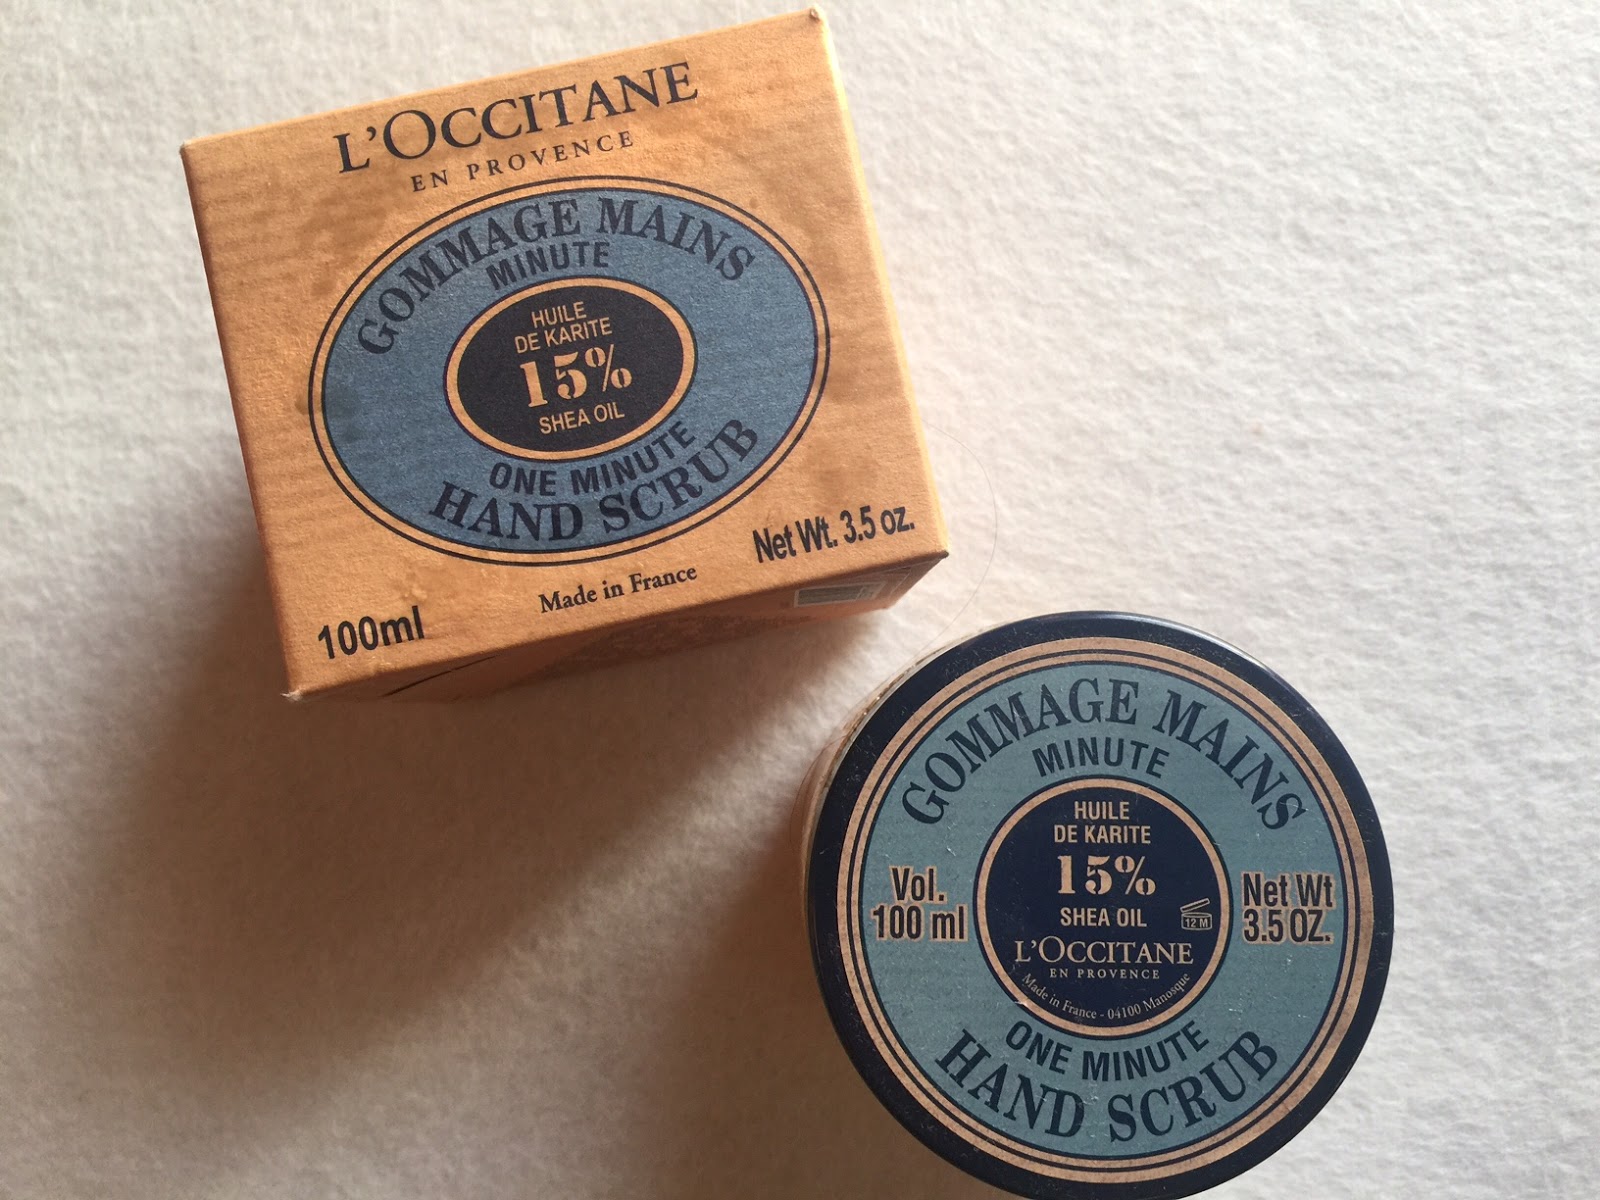 L'OCCITANE
EN PROVENCE
GOMMAGE MAINS
MINUTE
HUILE
DE KARITE
15%
SHEA OIL
ONE MINUTE
HAND SCRUB
Net Wt. 3.5 oz.
Made in France
100ml
GOMMAGE MAINS
MINUTE
HUILE
DE KARITE
15%
SHEA OIL
12 M
L'OCCITANE
EN PROVENCE
Made in France - 04100 Manosque
Vol.
100 ml
Net Wt
3.5 OZ.
ONE MINUTE
HAND SCRUB